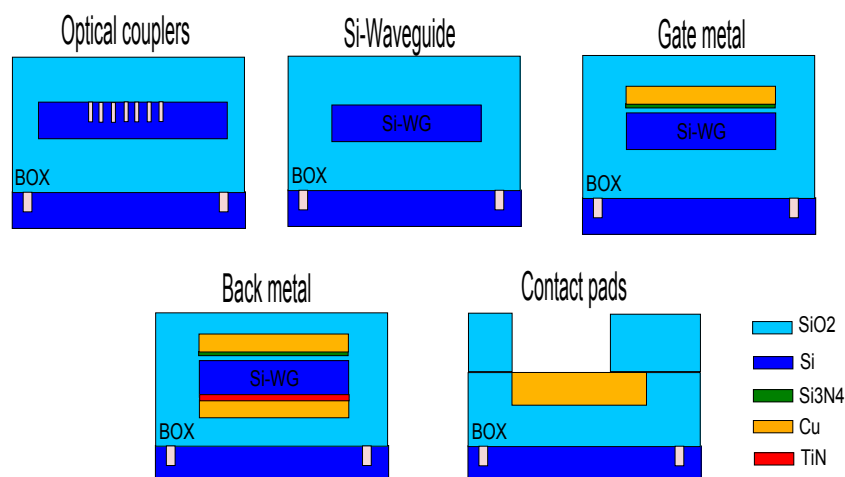 Optical couplers
Si-Waveguide
Gate metal
BOX
Si-WG
BOX
Si-WG
BOX
Back metal
Contact pads
Si-WG
BOX
BOX
SiO2
Si
Si3N4
Cu
TiN